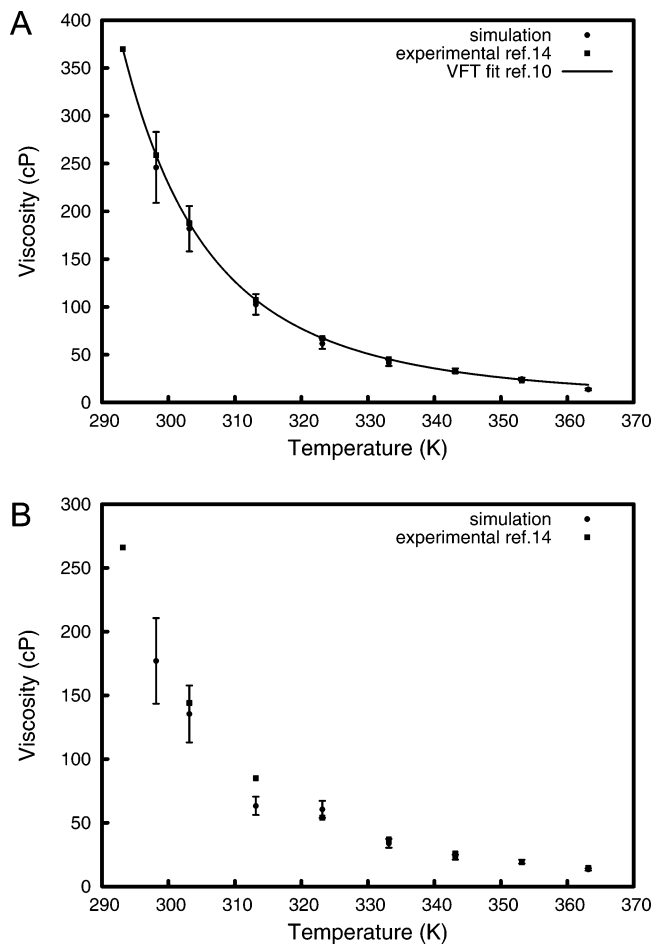 A
simulation
experimental ref.14
VFT fit ref.10
400
350
300
250
200
150
100
50
0
Viscosity (cP)
290 300 310 320 330 340 350 360 370
Temperature (K)
B
simulation
experimental ref.14
300
250
200
150
100
50
0
Viscosity (cP)
290 300 310 320 330 340 350 360 370
Temperature (K)